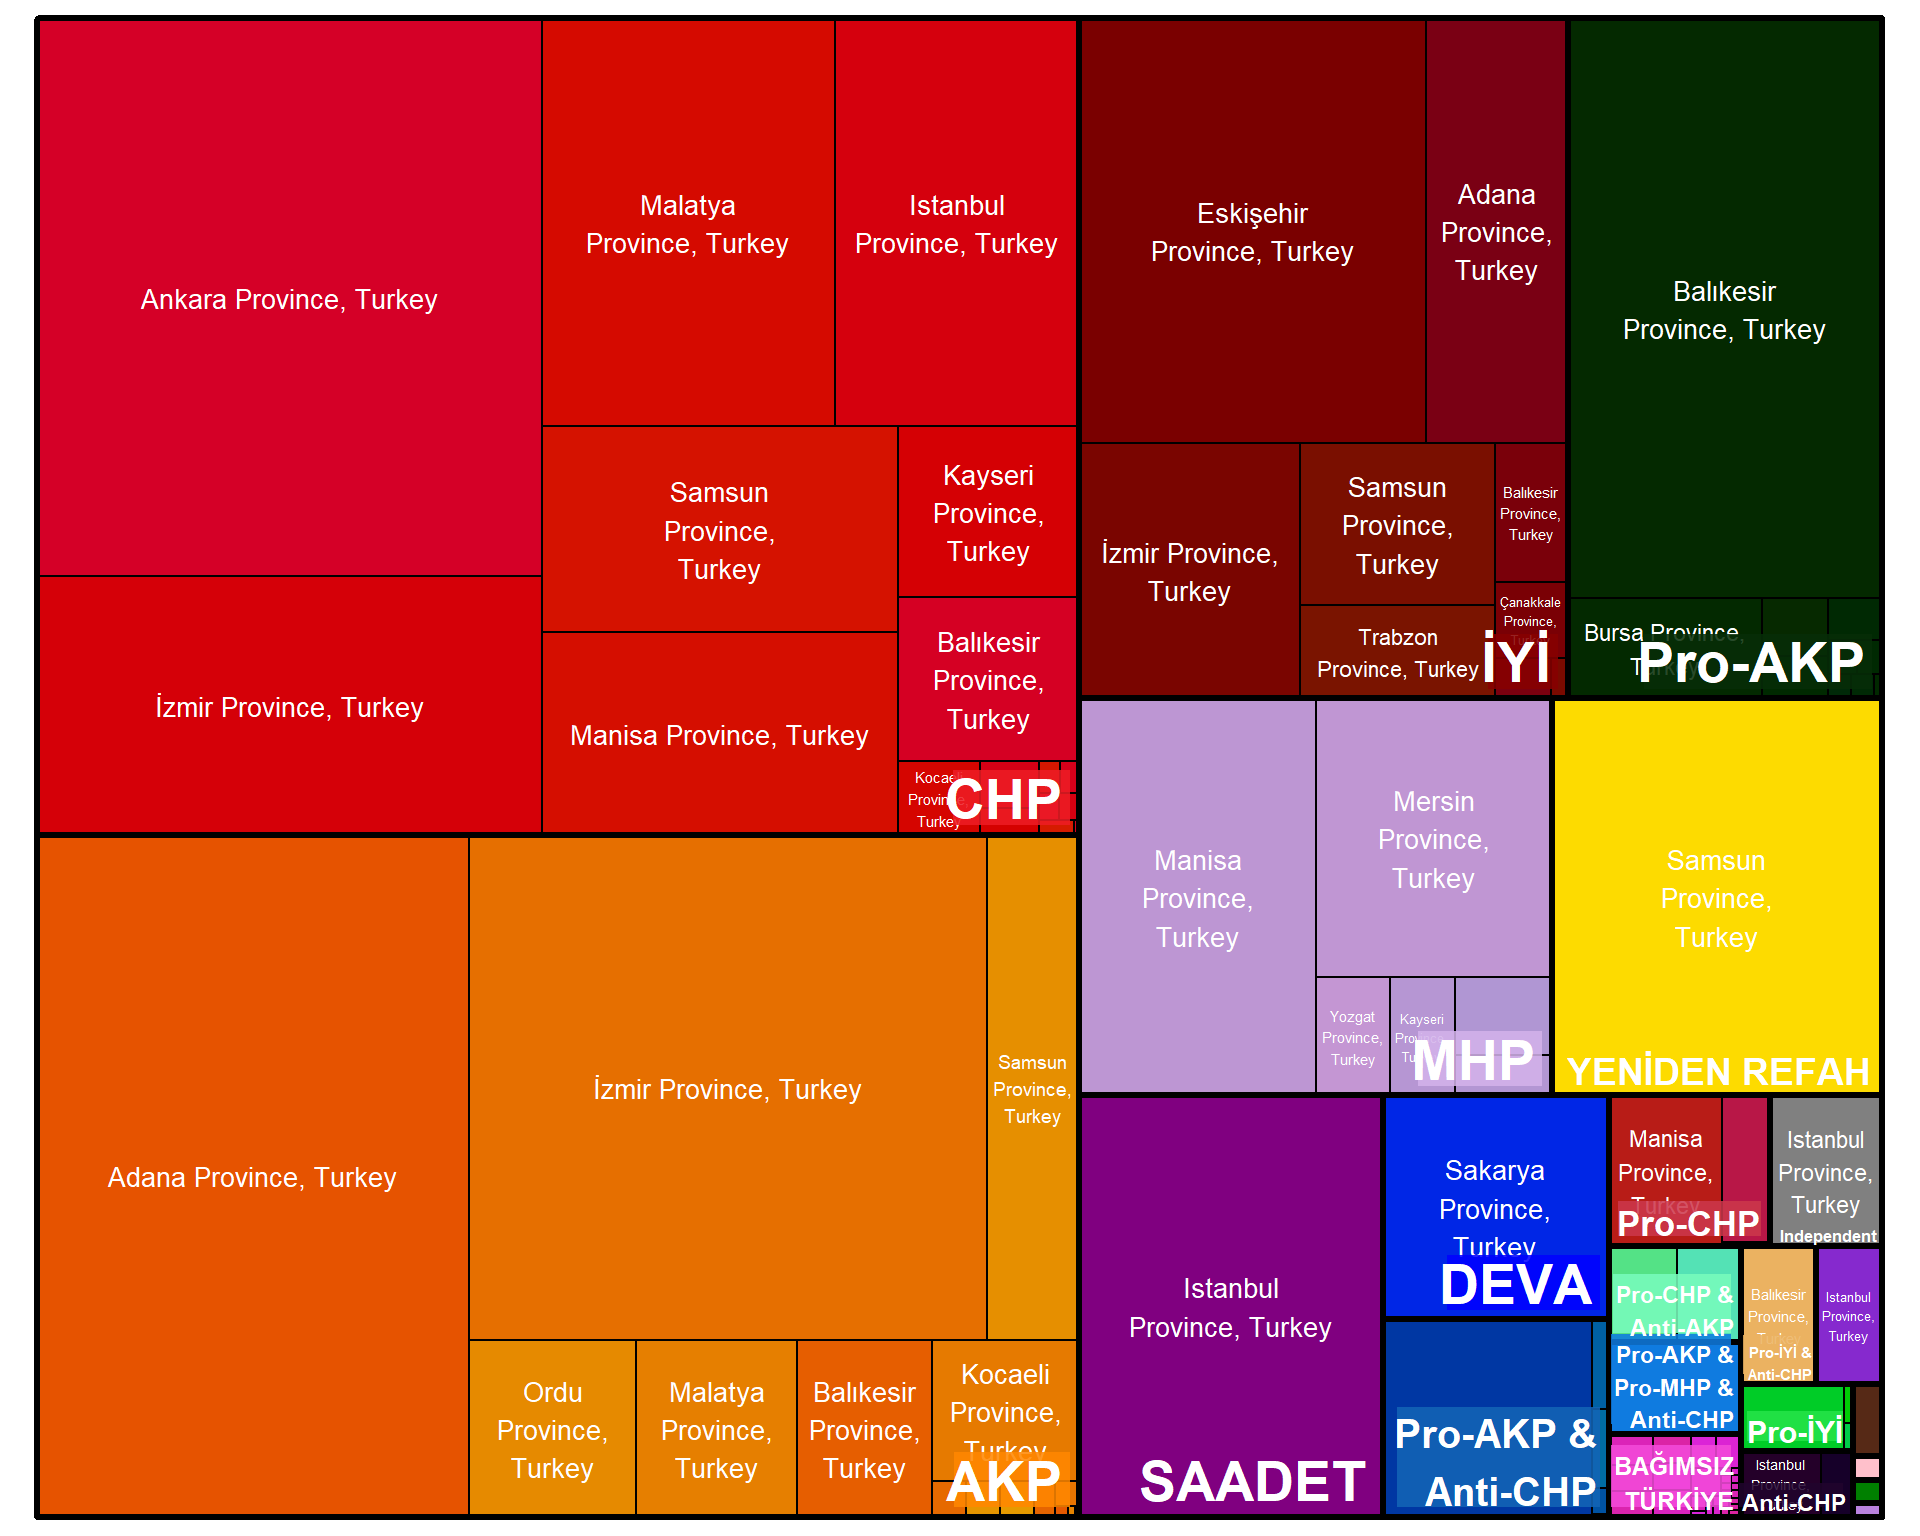 Ankara Province, Turkey
İzmir Province, Turkey
Malatya
Province, Turkey
Istanbul
Province, Turkey
Samsun
Province,
Turkey
Kayseri
Province,
Turkey
Manisa Province, Turkey
Balıkesir
Province,
Turkey
Kocaeli
Province,
Turkey
CHP
Adana Province, Turkey
İzmir Province, Turkey
Samsun
Province,
Turkey
Ordu
Province,
Turkey
Malatya
Province,
Turkey
Balıkesir
Province,
Turkey
Kocaeli
Province,
Turkey
AKP
Eskişehir
Province, Turkey
Adana
Province,
Turkey
İzmir Province,
Turkey
Samsun
Province,
Turkey
Trabzon
Province, Turkey
Balıkesir
Province,
Turkey
Çanakkale
Province,
Turkey
İYİ
Balıkesir
Province, Turkey
Bursa Province,
Turkey
Pro-AKP
Manisa
Province,
Turkey
Mersin
Province,
Turkey
Yozgat
Province,
Turkey
Kayseri
Province,
Turkey
MHP
Samsun
Province,
Turkey
YENİDEN REFAH
Istanbul
Province, Turkey
SAADET
Sakarya
Province,
Turkey
DEVA
Pro-AKP &
Anti-CHP
Manisa
Province,
Turkey
Pro-CHP
Istanbul
Province,
Turkey
Independent
Pro-CHP &
Anti-AKP
Pro-AKP &
Pro-MHP &
Anti-CHP
BAĞIMSIZ
TÜRKİYE
Balıkesir
Province,
Turkey
Pro-İYİ &
Anti-CHP
Istanbul
Province,
Turkey
Pro-İYİ
Istanbul
Province,
Turkey
Anti-CHP